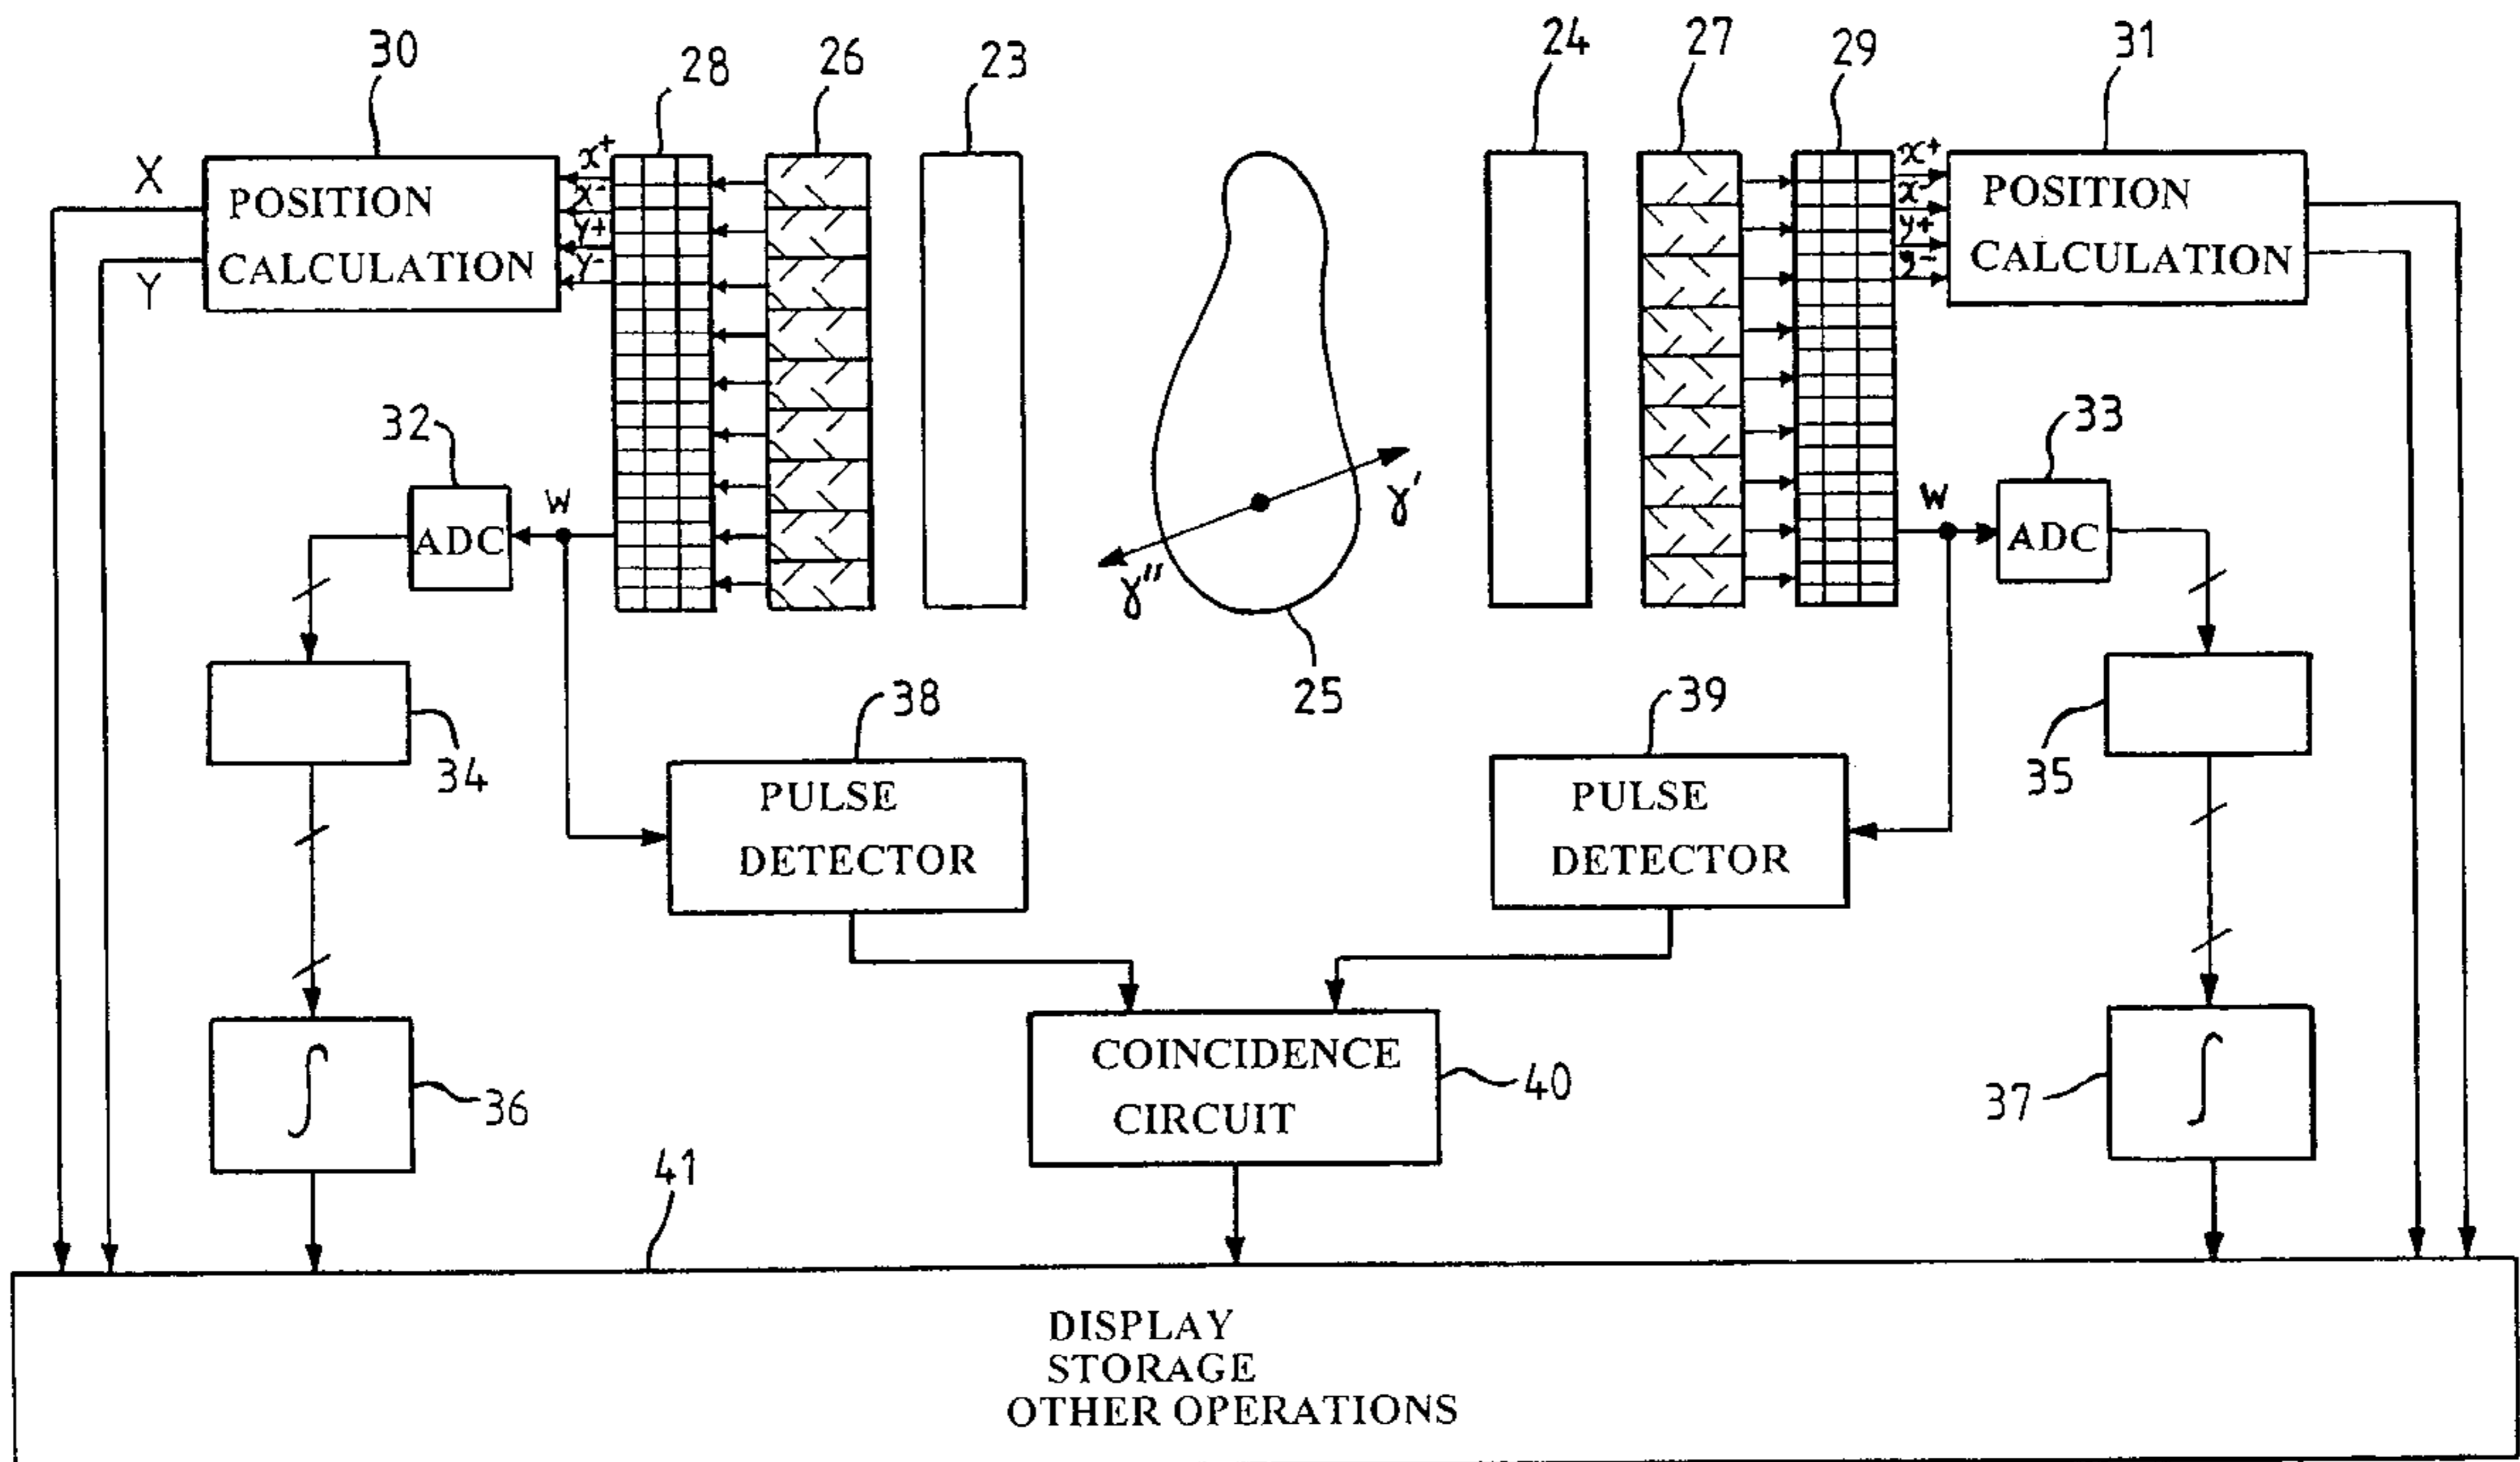 30
28
26
23
24
27
29
31
X
Y
POSITION
CALCULATION
x+
x-
y+
y-
x+
x-
y+
y-
POSITION
CALCULATION
32
ADC
W
γ'
γ''
25
W
33
ADC
34
38
PULSE
DETECTOR
39
PULSE
DETECTOR
35
36
∫
COINCIDENCE
CIRCUIT
40
37
∫
41
DISPLAY
STORAGE
OTHER OPERATIONS